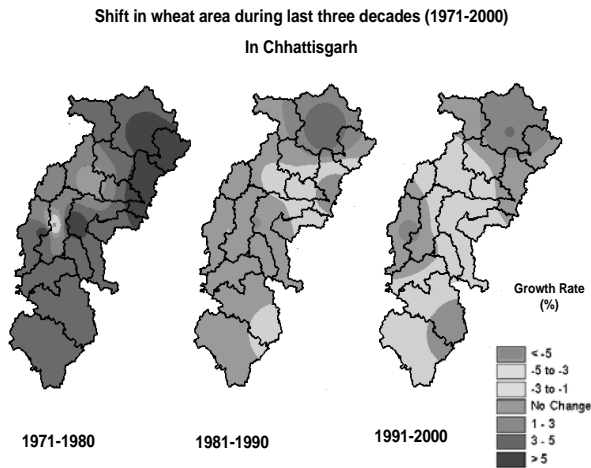 Shift in wheat area during last three decades (1971-2000)
In Chhattisgarh
Growth Rate
(%)
< -5
-5 to -3
-3 to -1
No Change
1 - 3
3 - 5
> 5
1971-1980
1981-1990
1991-2000